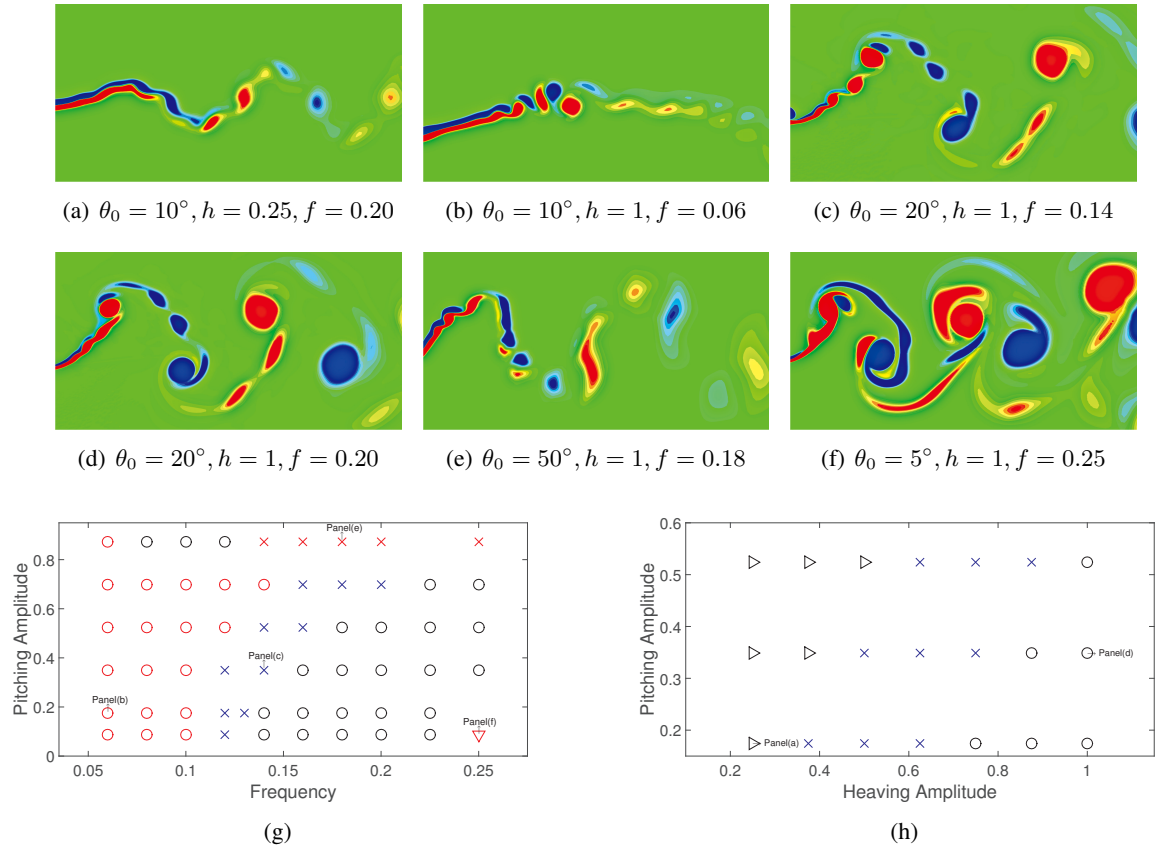 (a) θ₀ = 10°, h = 0.25, f = 0.20
(b) θ₀ = 10°, h = 1, f = 0.06
(c) θ₀ = 20°, h = 1, f = 0.14
(d) θ₀ = 20°, h = 1, f = 0.20
(e) θ₀ = 50°, h = 1, f = 0.18
(f) θ₀ = 5°, h = 1, f = 0.25
Panel(e)
0.8
0.6
0.4
0.2
0
Pitching Amplitude
Panel(c)
Panel(b)
Panel(f)
0.05 0.1 0.15 0.2 0.25
Frequency
(g)
0.6
0.5
0.4
0.3
0.2
Pitching Amplitude
Panel(d)
Panel(a)
0.2 0.4 0.6 0.8 1
Heaving Amplitude
(h)